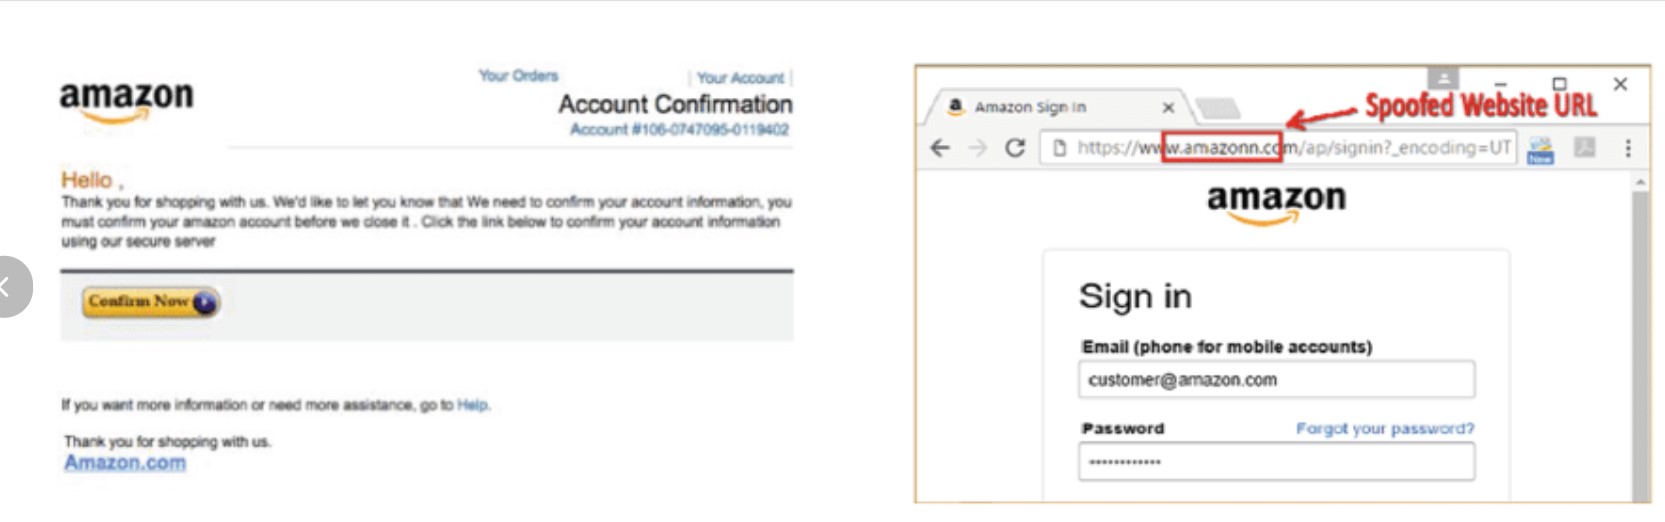 amazon
Your Orders | Your Account |
Account Confirmation
Account #106-0747095-0119402
Hello ,
Thank you for shopping with us. We'd like to let you know that We need to confirm your account information, you
must confirm your amazon account before we close it . Click the link below to confirm your account information
using our secure server
Confirm Now
If you want more information or need more assistance, go to Help.
Thank you for shopping with us.
Amazon.com
a Amazon Sign In
Spoofed Website URL
https://www.amazonn.com/ap/signin?_encoding=UT
New
amazon
Sign in
Email (phone for mobile accounts)
customer@amazon.com
Password Forgot your password?